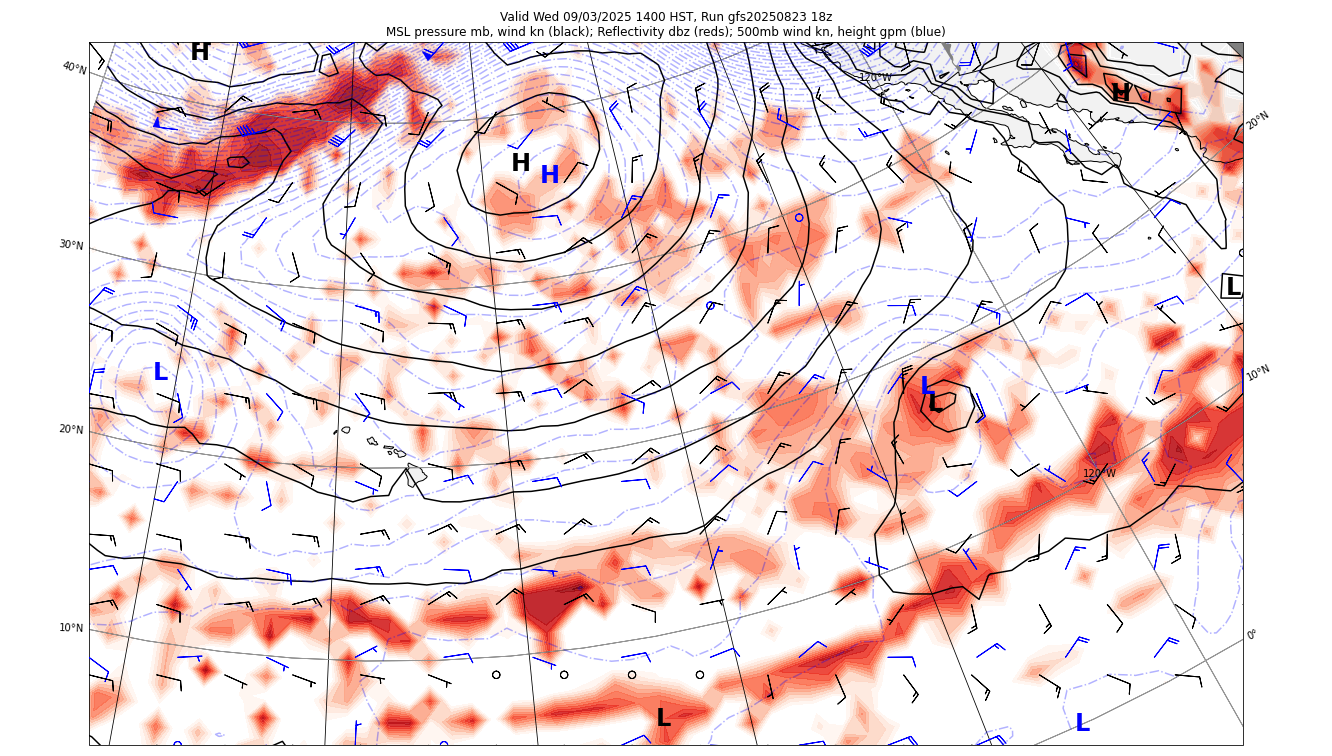 Valid Wed 09/03/2025 1400 HST, Run gfs20250823 18z
MSL pressure mb, wind kn (black); Reflectivity dbz (reds); 500mb wind kn, height gpm (blue)
H
40°N
120°W
H
20°N
H
H
30°N
L
L
10°N
L
L
20°N
120°W
10°N
0°
L
L